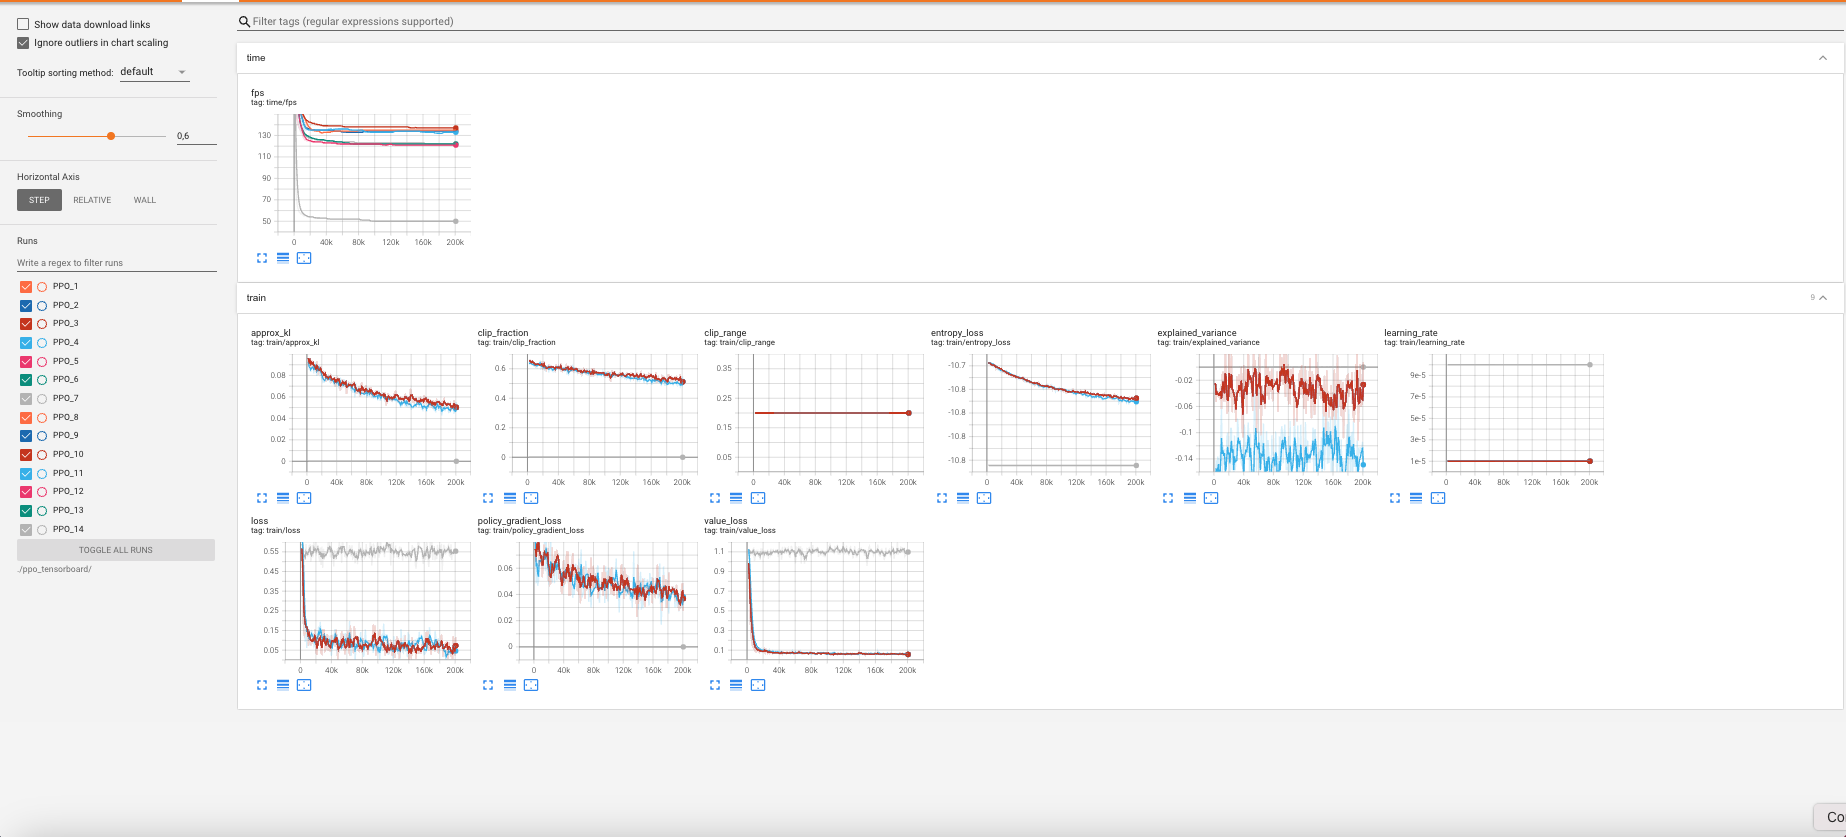 Show data download links
Ignore outliers in chart scaling
Tooltip sorting method: default
Smoothing
0,6
Horizontal Axis
STEP RELATIVE WALL
Runs
Write a regex to filter runs
PPO_1
PPO_2
PPO_3
PPO_4
PPO_5
PPO_6
PPO_7
PPO_8
PPO_9
PPO_10
PPO_11
PPO_12
PPO_13
PPO_14
TOGGLE ALL RUNS
./ppo_tensorboard/
Filter tags (regular expressions supported)
time
fps
tag: time/fps
130
110
90
70
50
0 40k 80k 120k 160k 200k
train
9
approx_kl
tag: train/approx_kl
0.08
0.06
0.04
0.02
0
0 40k 80k 120k 160k 200k
clip_fraction
tag: train/clip_fraction
0.6
0.4
0.2
0
0 40k 80k 120k 160k 200k
clip_range
tag: train/clip_range
0.35
0.25
0.15
0.05
0 40k 80k 120k 160k 200k
entropy_loss
tag: train/entropy_loss
-10.7
-10.8
-10.8
-10.8
-10.8
0 40k 80k 120k 160k 200k
explained_variance
tag: train/explained_variance
-0.02
-0.06
-0.1
-0.14
0 40k 80k 120k 160k 200k
learning_rate
tag: train/learning_rate
9e-5
7e-5
5e-5
3e-5
1e-5
0 40k 80k 120k 160k 200k
loss
tag: train/loss
0.55
0.45
0.35
0.25
0.15
0.05
0 40k 80k 120k 160k 200k
policy_gradient_loss
tag: train/policy_gradient_loss
0.06
0.04
0.02
0
0 40k 80k 120k 160k 200k
value_loss
tag: train/value_loss
1.1
0.9
0.7
0.5
0.3
0.1
0 40k 80k 120k 160k 200k
Co